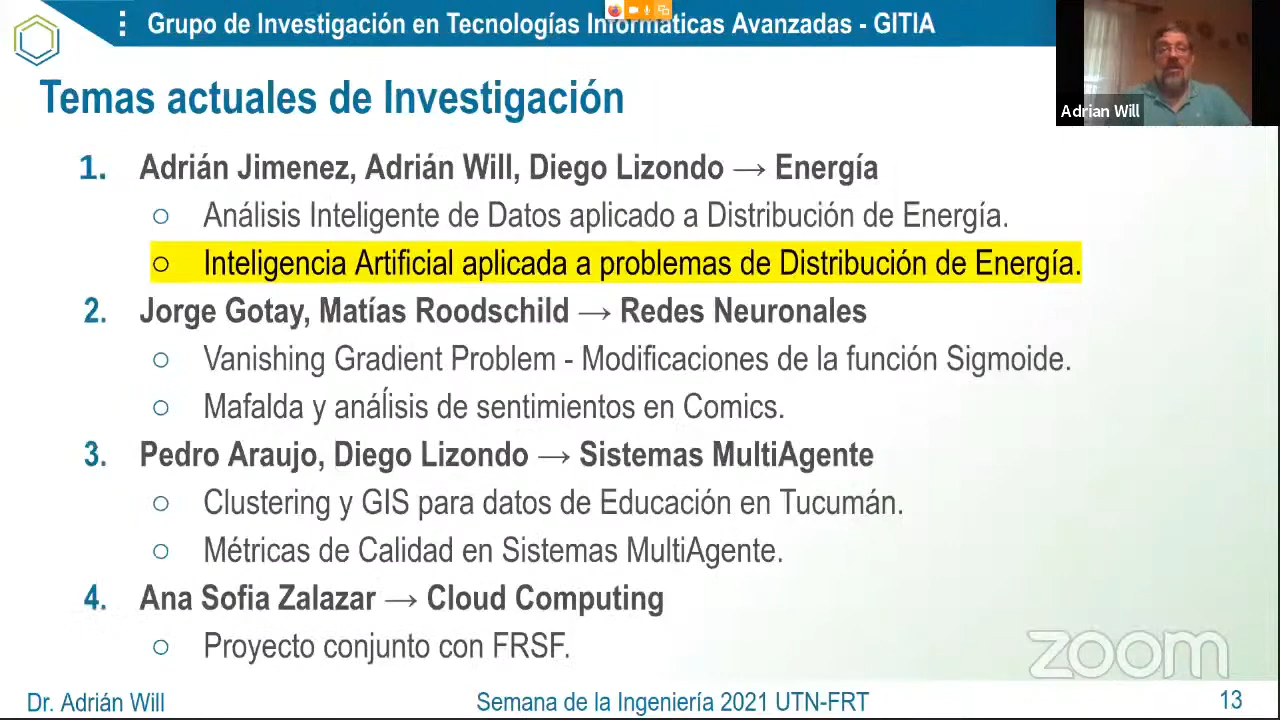 Grupo de Investigación en Tecnologías Informáticas Avanzadas - GITIA
Adrian Will
Temas actuales de Investigación
1. Adrián Jimenez, Adrián Will, Diego Lizondo → Energía
○ Análisis Inteligente de Datos aplicado a Distribución de Energía.
○ Inteligencia Artificial aplicada a problemas de Distribución de Energía.
2. Jorge Gotay, Matías Roodschild → Redes Neuronales
○ Vanishing Gradient Problem - Modificaciones de la función Sigmoide.
○ Mafalda y análisis de sentimientos en Comics.
3. Pedro Araujo, Diego Lizondo → Sistemas MultiAgente
○ Clustering y GIS para datos de Educación en Tucumán.
○ Métricas de Calidad en Sistemas MultiAgente.
4. Ana Sofia Zalazar → Cloud Computing
○ Proyecto conjunto con FRSF.
zoom
Dr. Adrián Will
Semana de la Ingeniería 2021 UTN-FRT
13